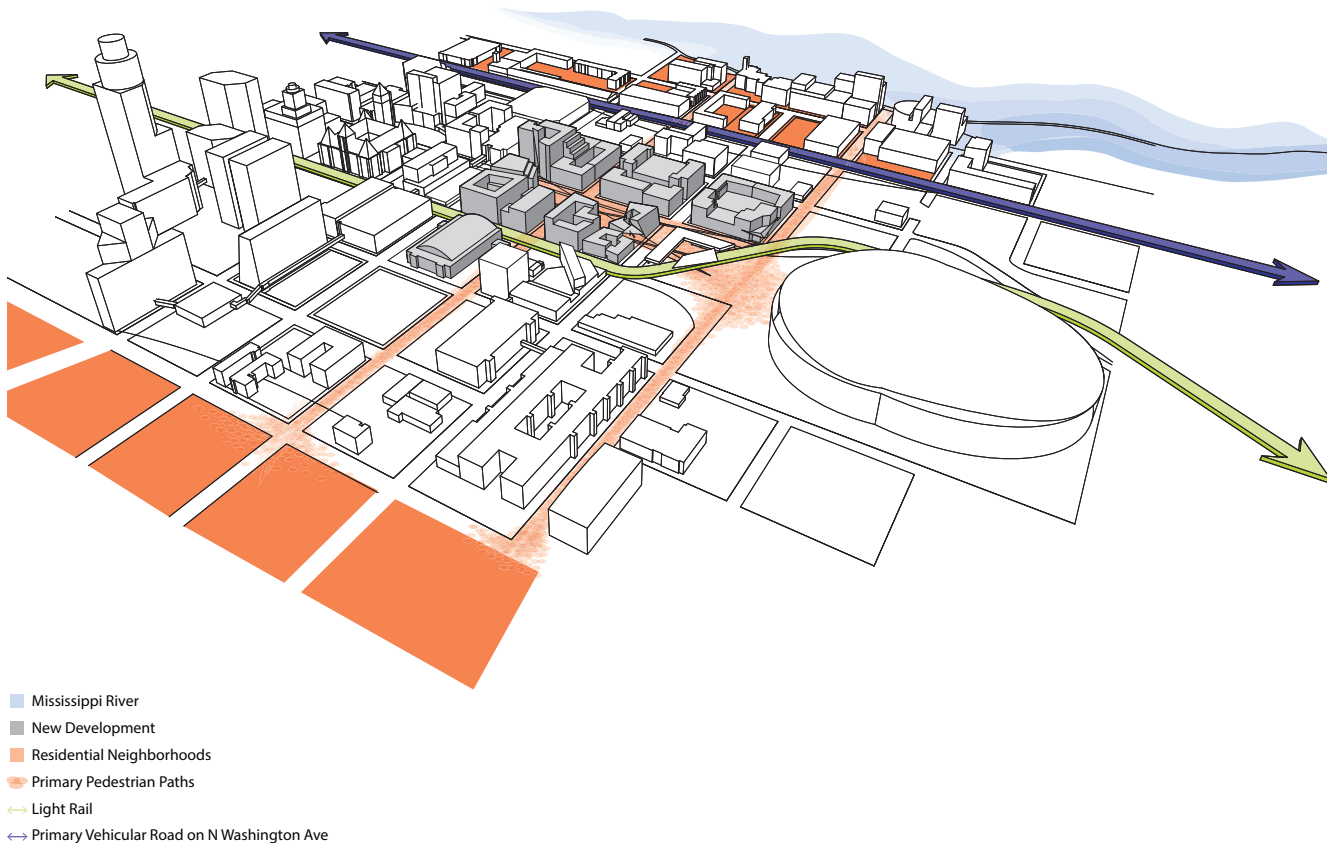 Mississippi River
New Development
Residential Neighborhoods
Primary Pedestrian Paths
Light Rail
Primary Vehicular Road on N Washington Ave